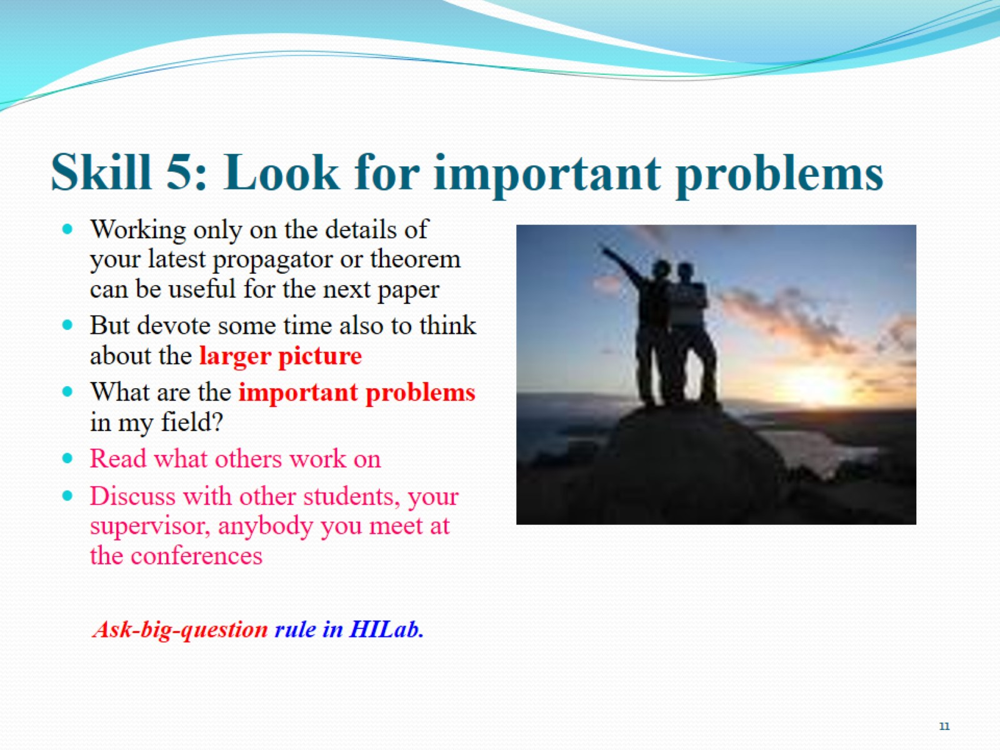 Skill 5: Look for important problems
Working only on the details of
your latest propagator or theorem
can be useful for the next paper
But devote some time also to think
about the larger picture
What are the important problems
in my field?
Read what others work on
Discuss with other students, your
supervisor, anybody you meet at
the conferences
Ask-big-question rule in HILab.
11